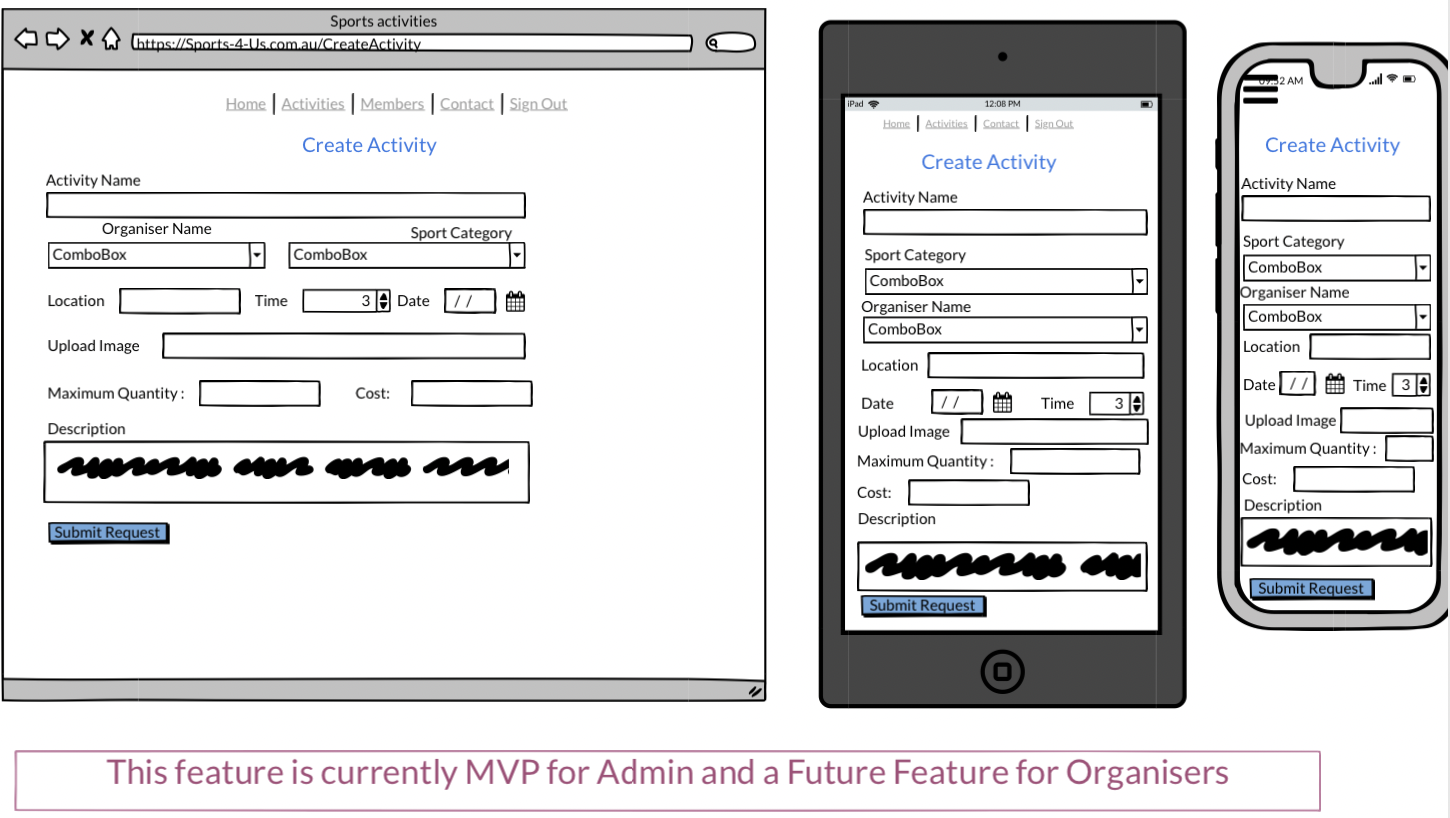 Sports activities
https://Sports-4-Us.com.au/CreateActivity
Home | Activities | Members | Contact | Sign Out
Create Activity
Activity Name
Organiser Name Sport Category
ComboBox ComboBox
Location Time 3 Date / /
Upload Image
Maximum Quantity : Cost:
Description
Submit Request
iPad 12:08 PM
Home | Activities | Contact | Sign Out
Create Activity
Activity Name
Sport Category
ComboBox
Organiser Name
ComboBox
Location
Date / / Time 3
Upload Image
Maximum Quantity :
Cost:
Description
Submit Request
AM
Create Activity
Activity Name
Sport Category
ComboBox
Organiser Name
ComboBox
Location
Date / / Time 3
Upload Image
Maximum Quantity :
Cost:
Description
Submit Request
This feature is currently MVP for Admin and a Future Feature for Organisers